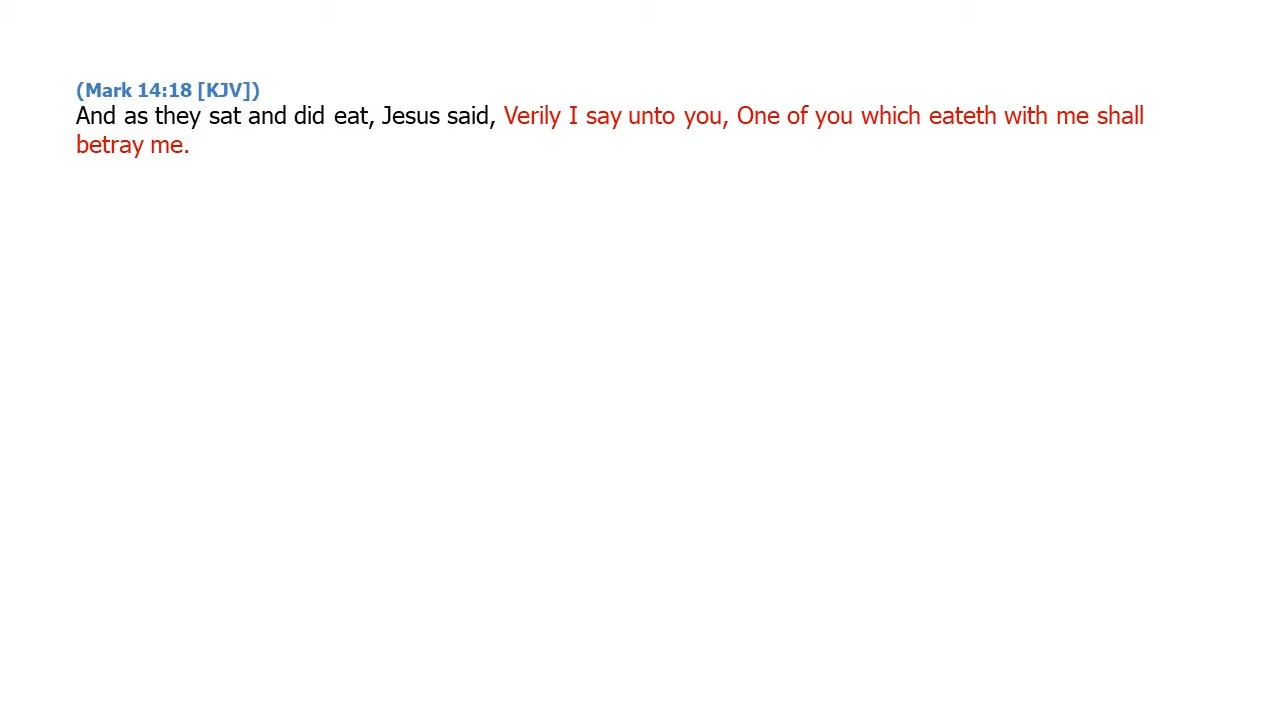 (Mark 14:18 [KJV])
And as they sat and did eat, Jesus said, Verily I say unto you, One of you which eateth with me shall
betray me.